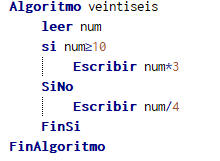 Algoritmo veintiseis
leer num
si num≥10
Escribir num*3
SiNo
Escribir num/4
FinSi
FinAlgoritmo